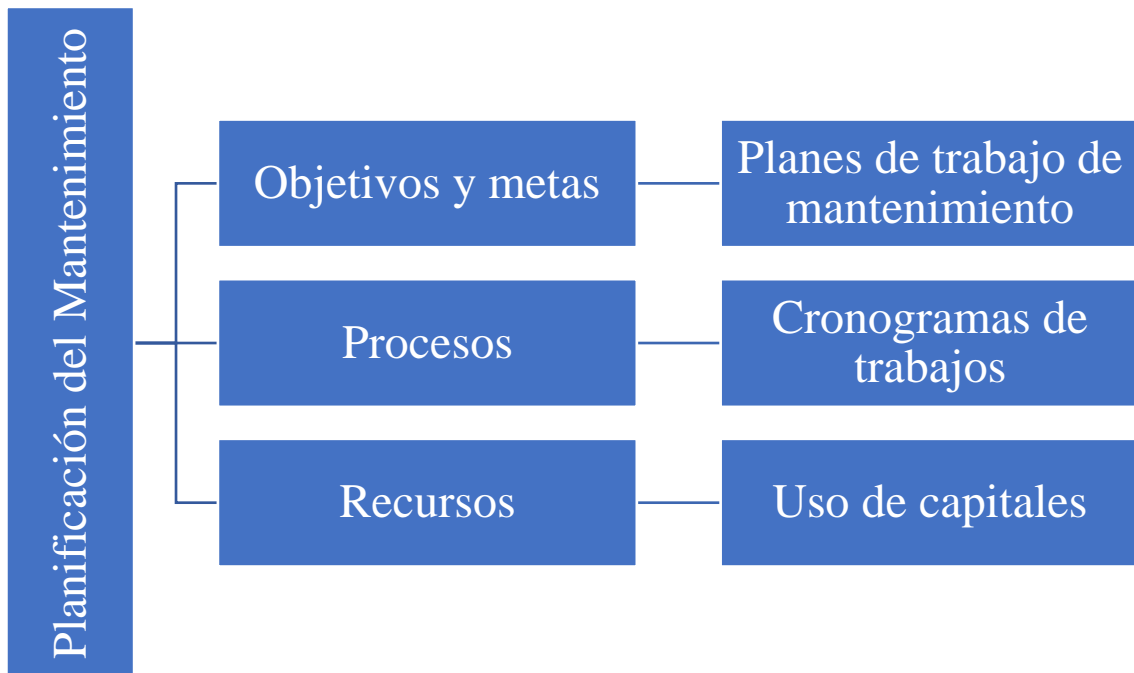 Planificación del Mantenimiento
Objetivos y metas
Planes de trabajo de
mantenimiento
Procesos
Cronogramas de
trabajos
Recursos
Uso de capitales